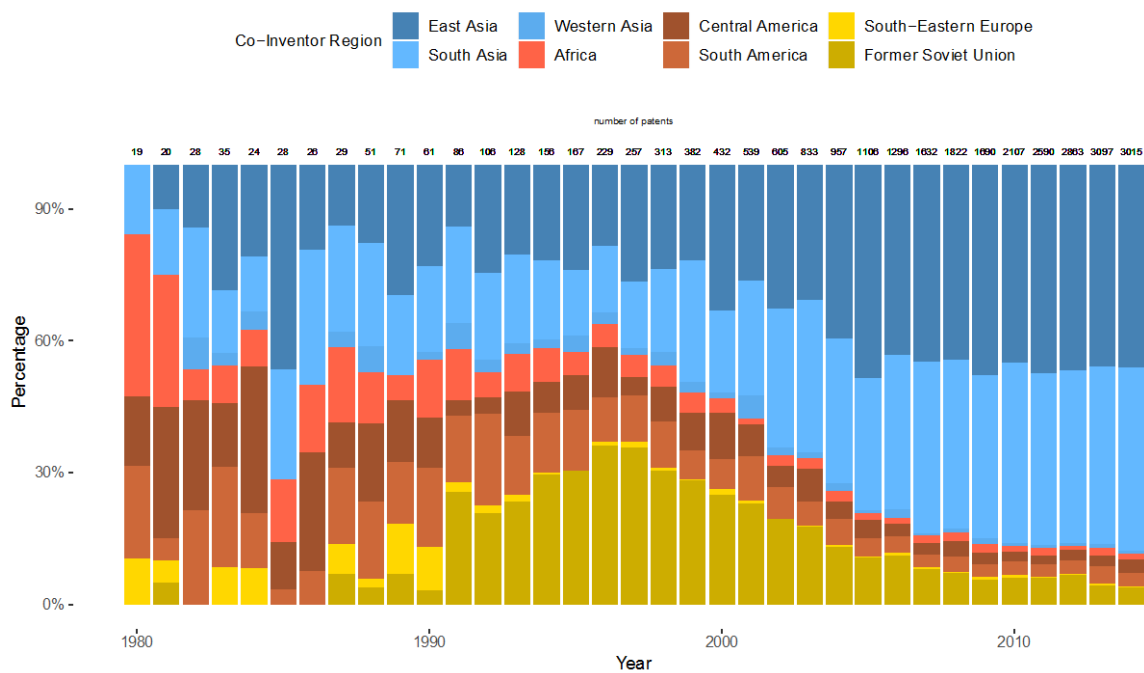 Co−Inventor Region
East Asia Western Asia Central America South−Eastern Europe
South Asia Africa South America Former Soviet Union
number of patents
19 20 28 35 24 28 26 29 51 71 61 86 106 128 156 167 229 257 313 382 432 539 605 833 957 1106 1296 1632 1822 1690 2107 2590 2863 3097 3015
90%
60%
30%
0%
Percentage
1980 1990 2000 2010
Year